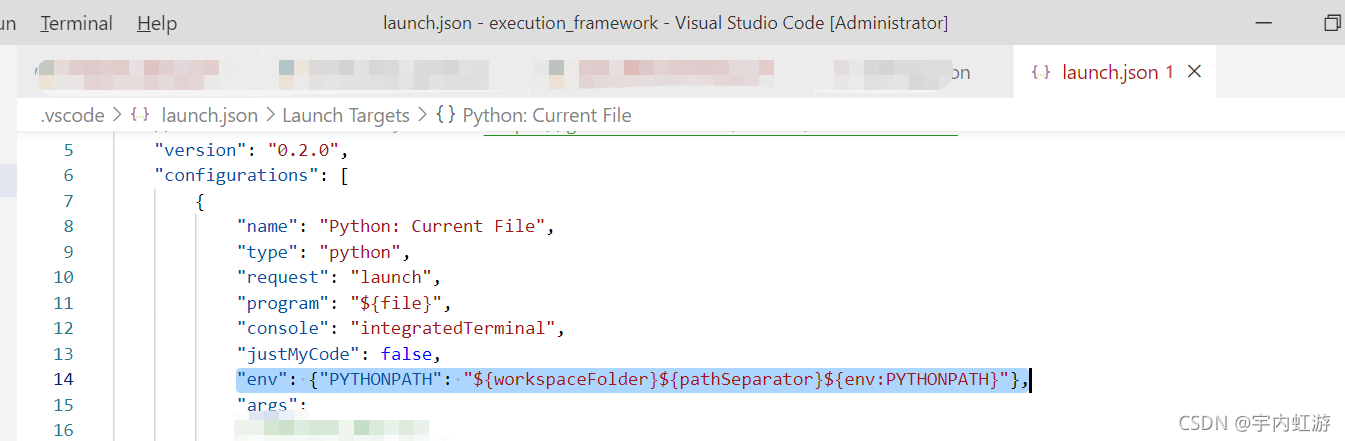 un Terminal Help launch.json - execution_framework - Visual Studio Code [Administrator]
on launch.json 1
.vscode > launch.json > Launch Targets > {} Python: Current File
5 "version": "0.2.0",
6 "configurations": [
7 {
8 "name": "Python: Current File",
9 "type": "python",
10 "request": "launch",
11 "program": "${file}",
12 "console": "integratedTerminal",
13 "justMyCode": false,
14 "env": {"PYTHONPATH": "${workspaceFolder}${pathSeparator}${env:PYTHONPATH}"},
15 "args":
16
CSDN @宇内虹游